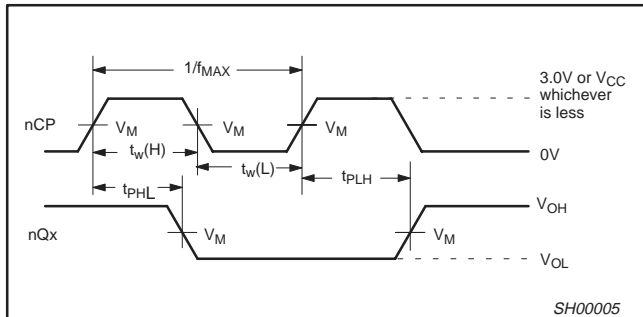 1/fMAX
3.0V or VCC
whichever
is less
nCP
VM
VM
VM
0V
tw(H)
tw(L)
tPHL
tPLH
VOH
nQx
VM
VM
VOL
SH00005